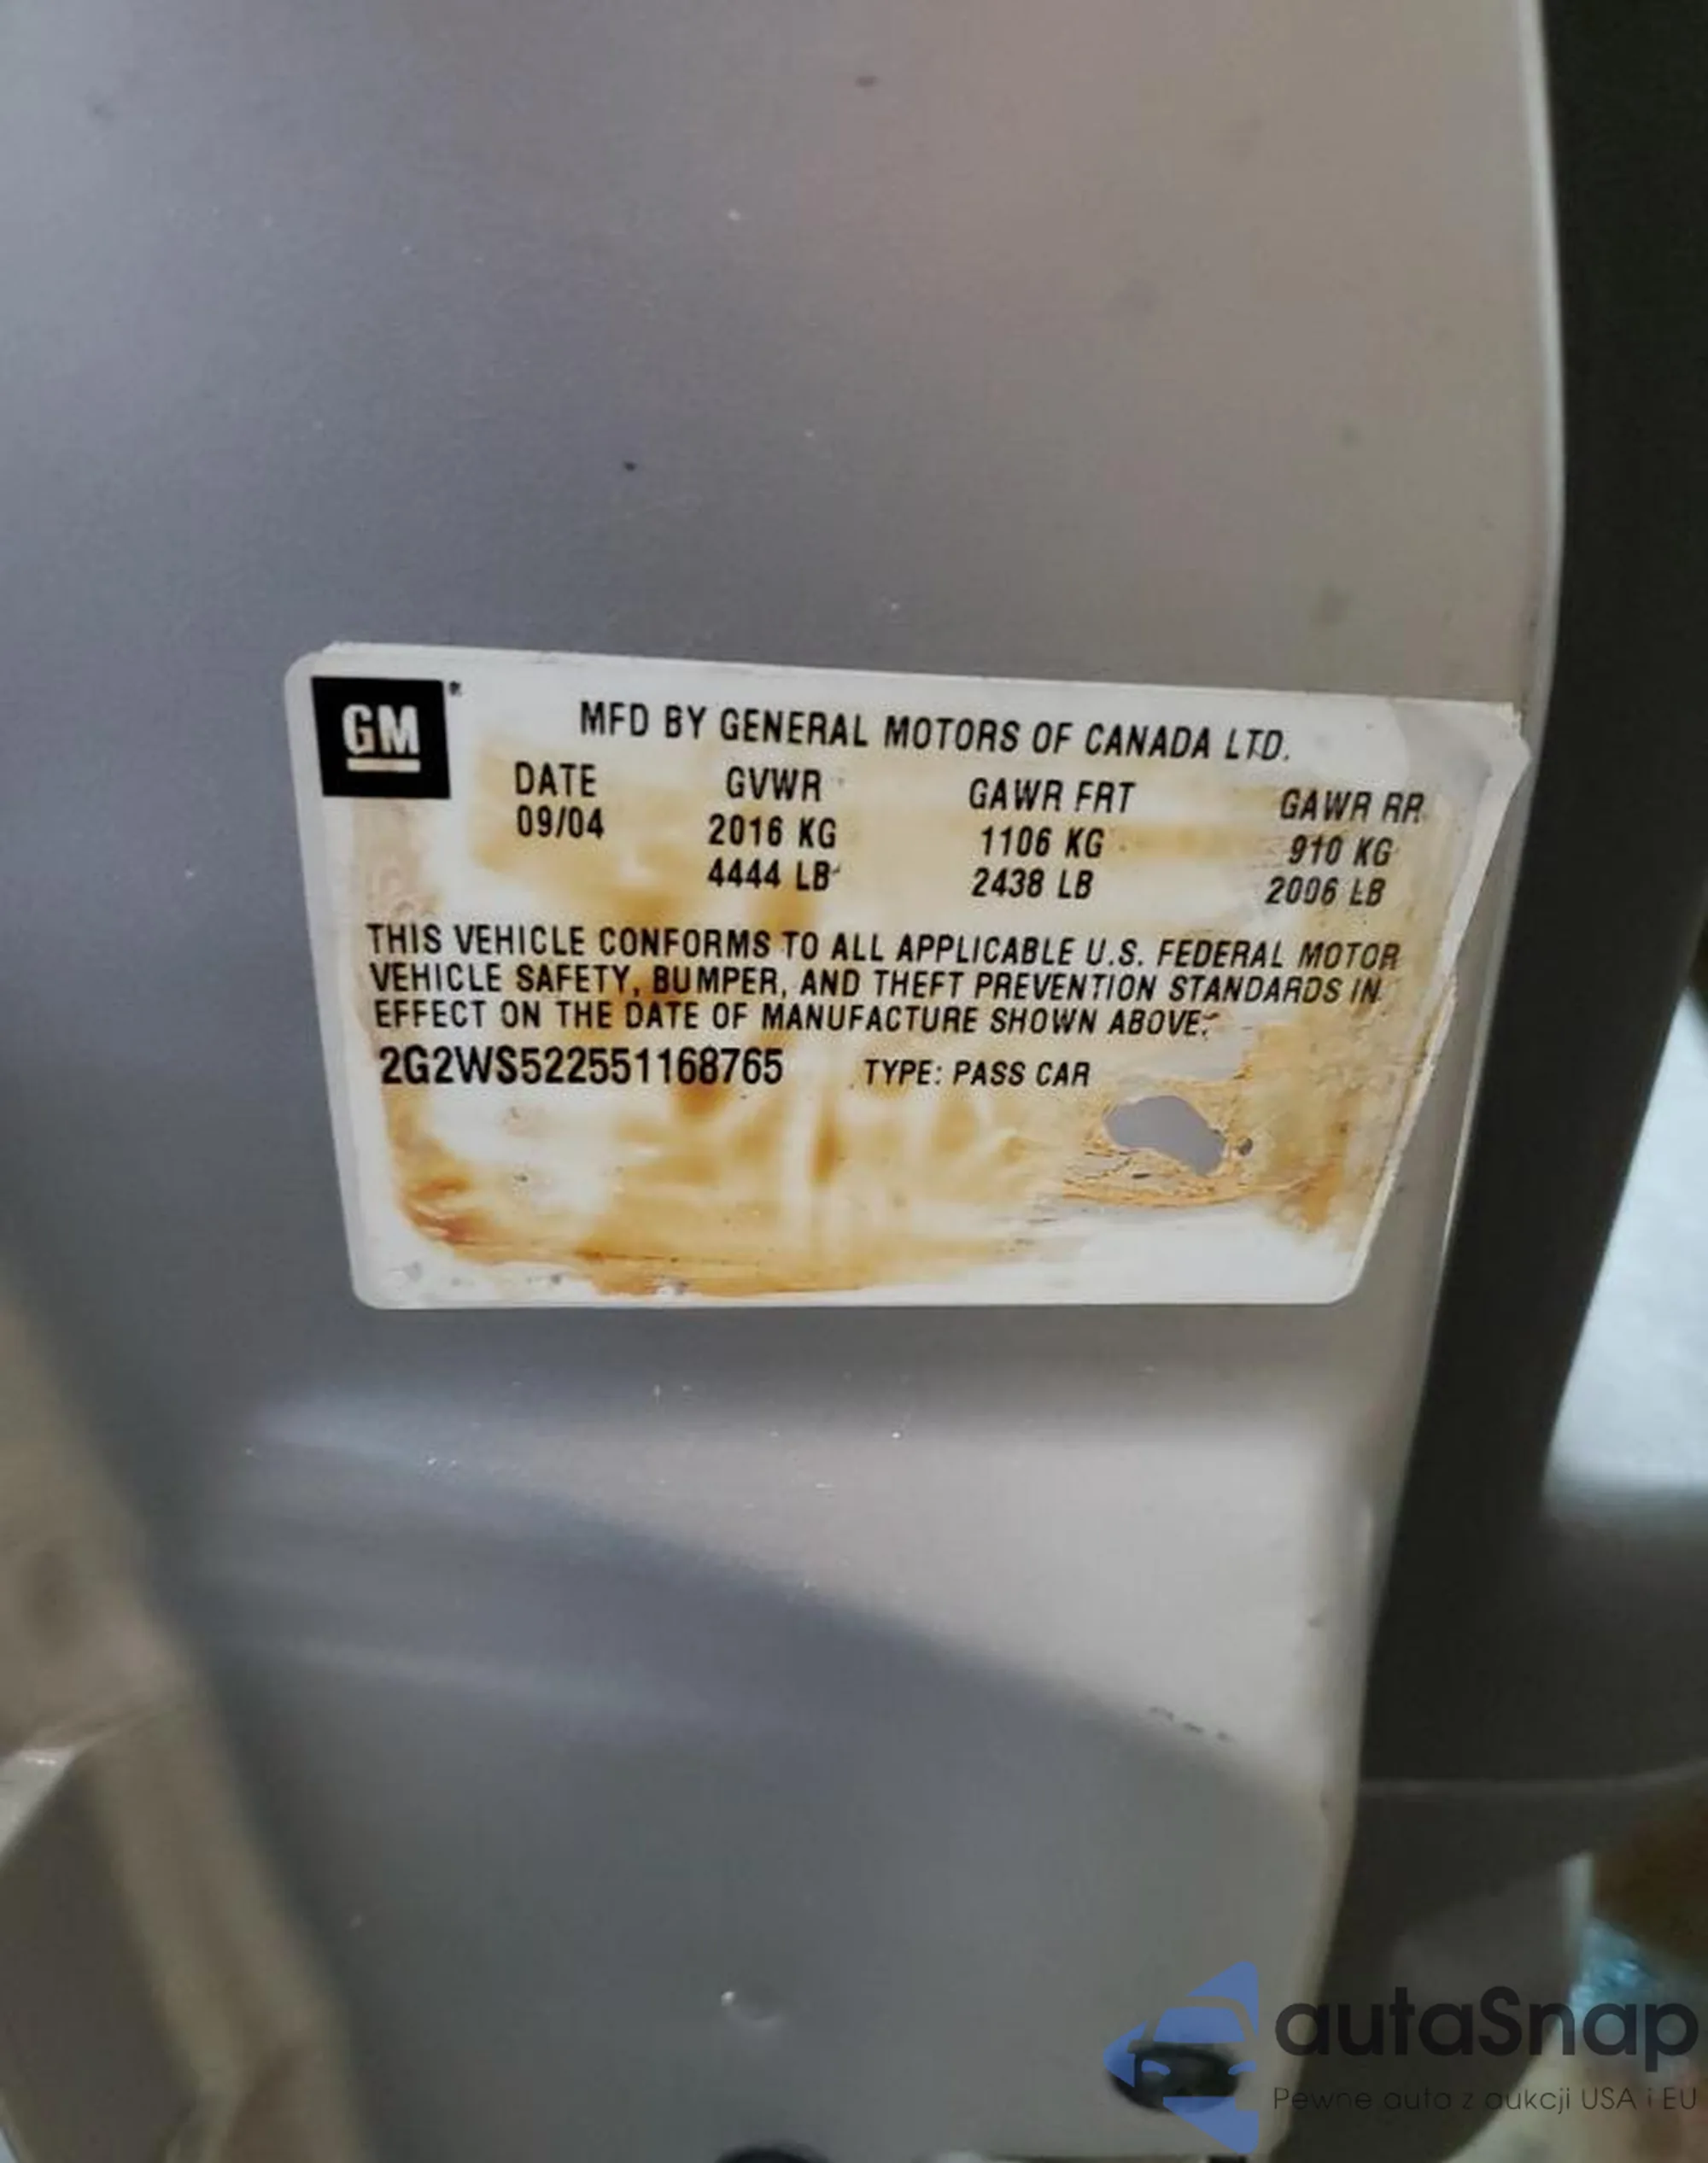 GM
MFD BY GENERAL MOTORS OF CANADA LTD.
DATE GVWR GAWR FRT GAWR RR
09/04 2016 KG 1106 KG 910 KG
4444 LB 2438 LB 2006 LB
THIS VEHICLE CONFORMS TO ALL APPLICABLE U.S. FEDERAL MOTOR
VEHICLE SAFETY, BUMPER, AND THEFT PREVENTION STANDARDS IN
EFFECT ON THE DATE OF MANUFACTURE SHOWN ABOVE.
2G2WS522551168765 TYPE: PASS CAR
autaSnap
Pewne auta z aukcji USA i EU